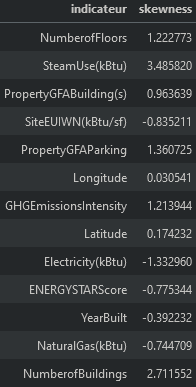 indicateur skewness
NumberofFloors 1.222773
SteamUse(kBtu) 3.485820
PropertyGFABuilding(s) 0.963639
SiteEUIWN(kBtu/sf) -0.835211
PropertyGFAParking 1.360725
Longitude 0.030541
GHGEmissionsIntensity 1.213944
Latitude 0.174232
Electricity(kBtu) -1.332960
ENERGYSTARScore -0.775344
YearBuilt -0.392232
NaturalGas(kBtu) -0.744709
NumberofBuildings 2.711552